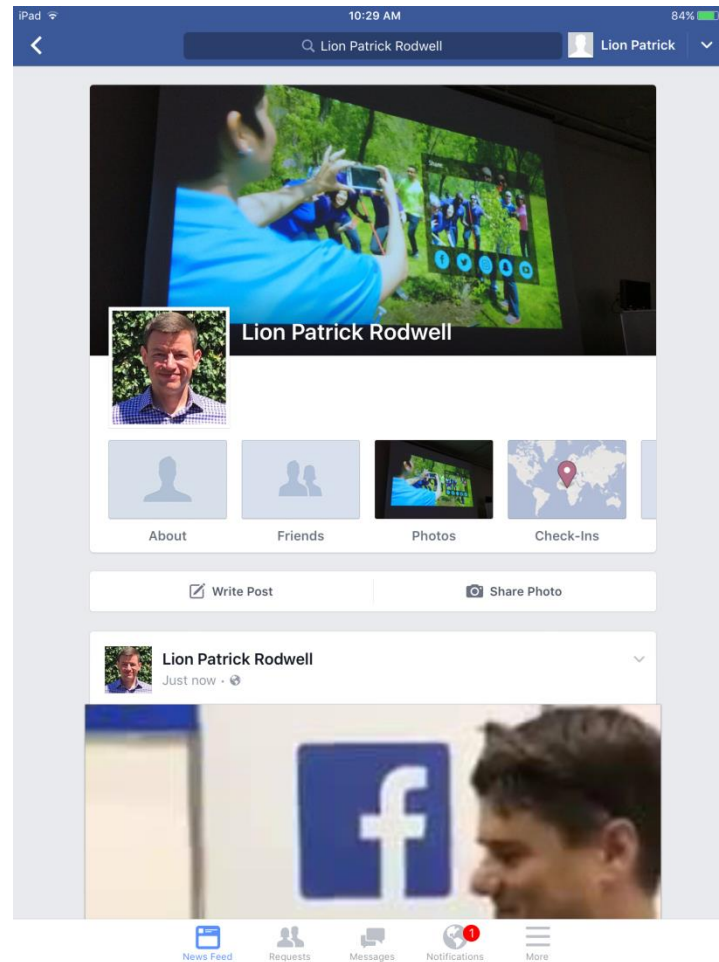 iPad 10:29 AM 84%
Lion Patrick Rodwell Lion Patrick
Share
Lion Patrick Rodwell
About Friends Photos Check-Ins
Write Post Share Photo
Lion Patrick Rodwell
Just now ·
f
1
News Feed Requests Messages Notifications More